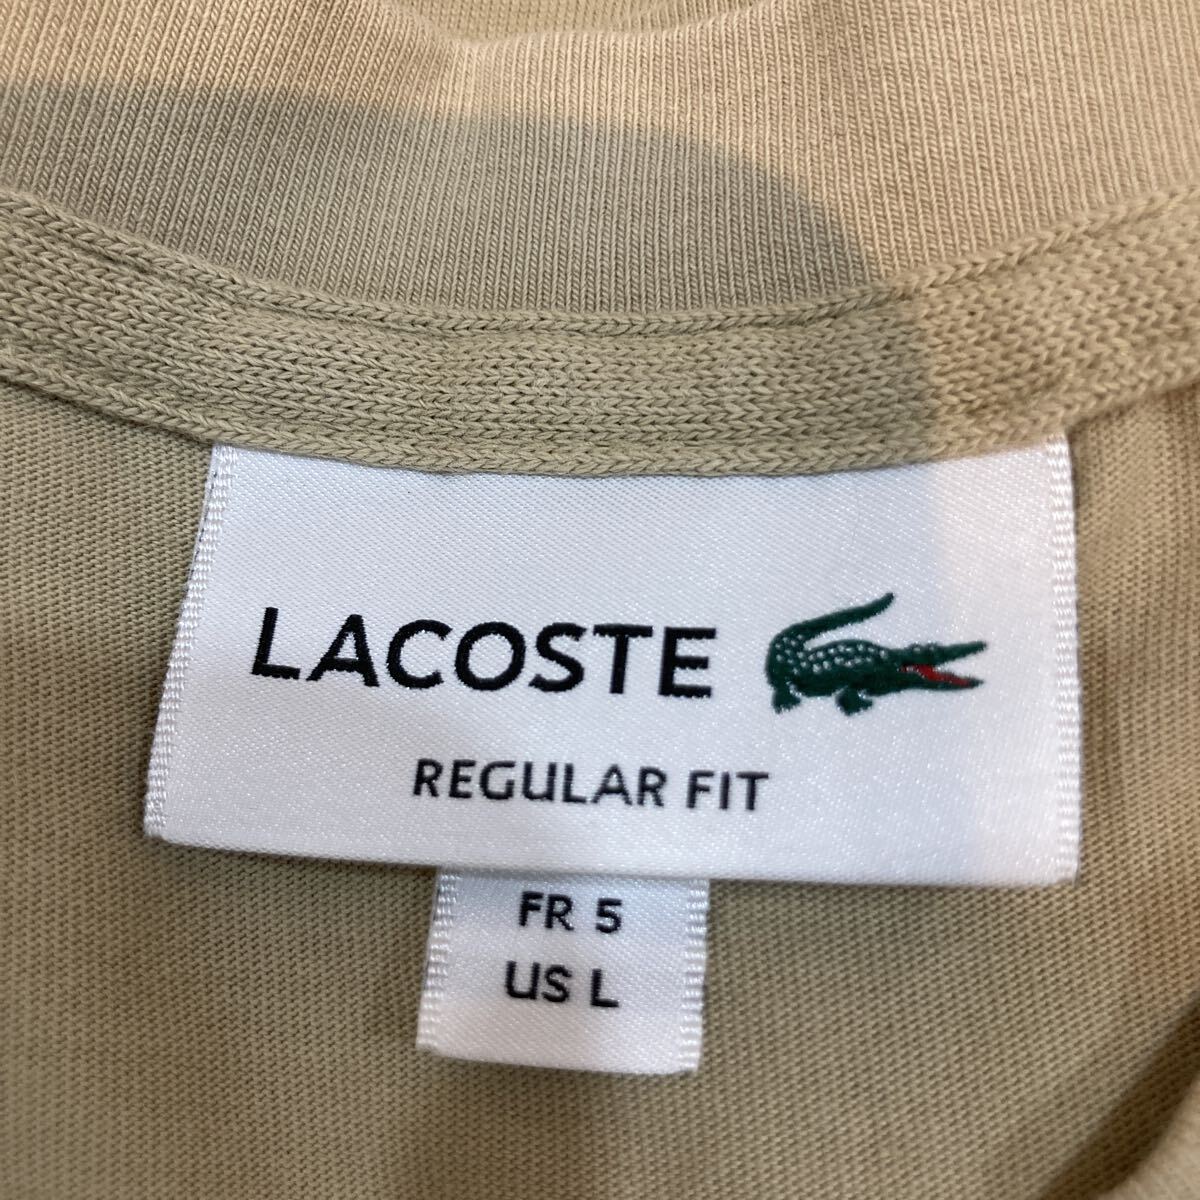 LACOSTE
REGULAR FIT
FR 5
US L